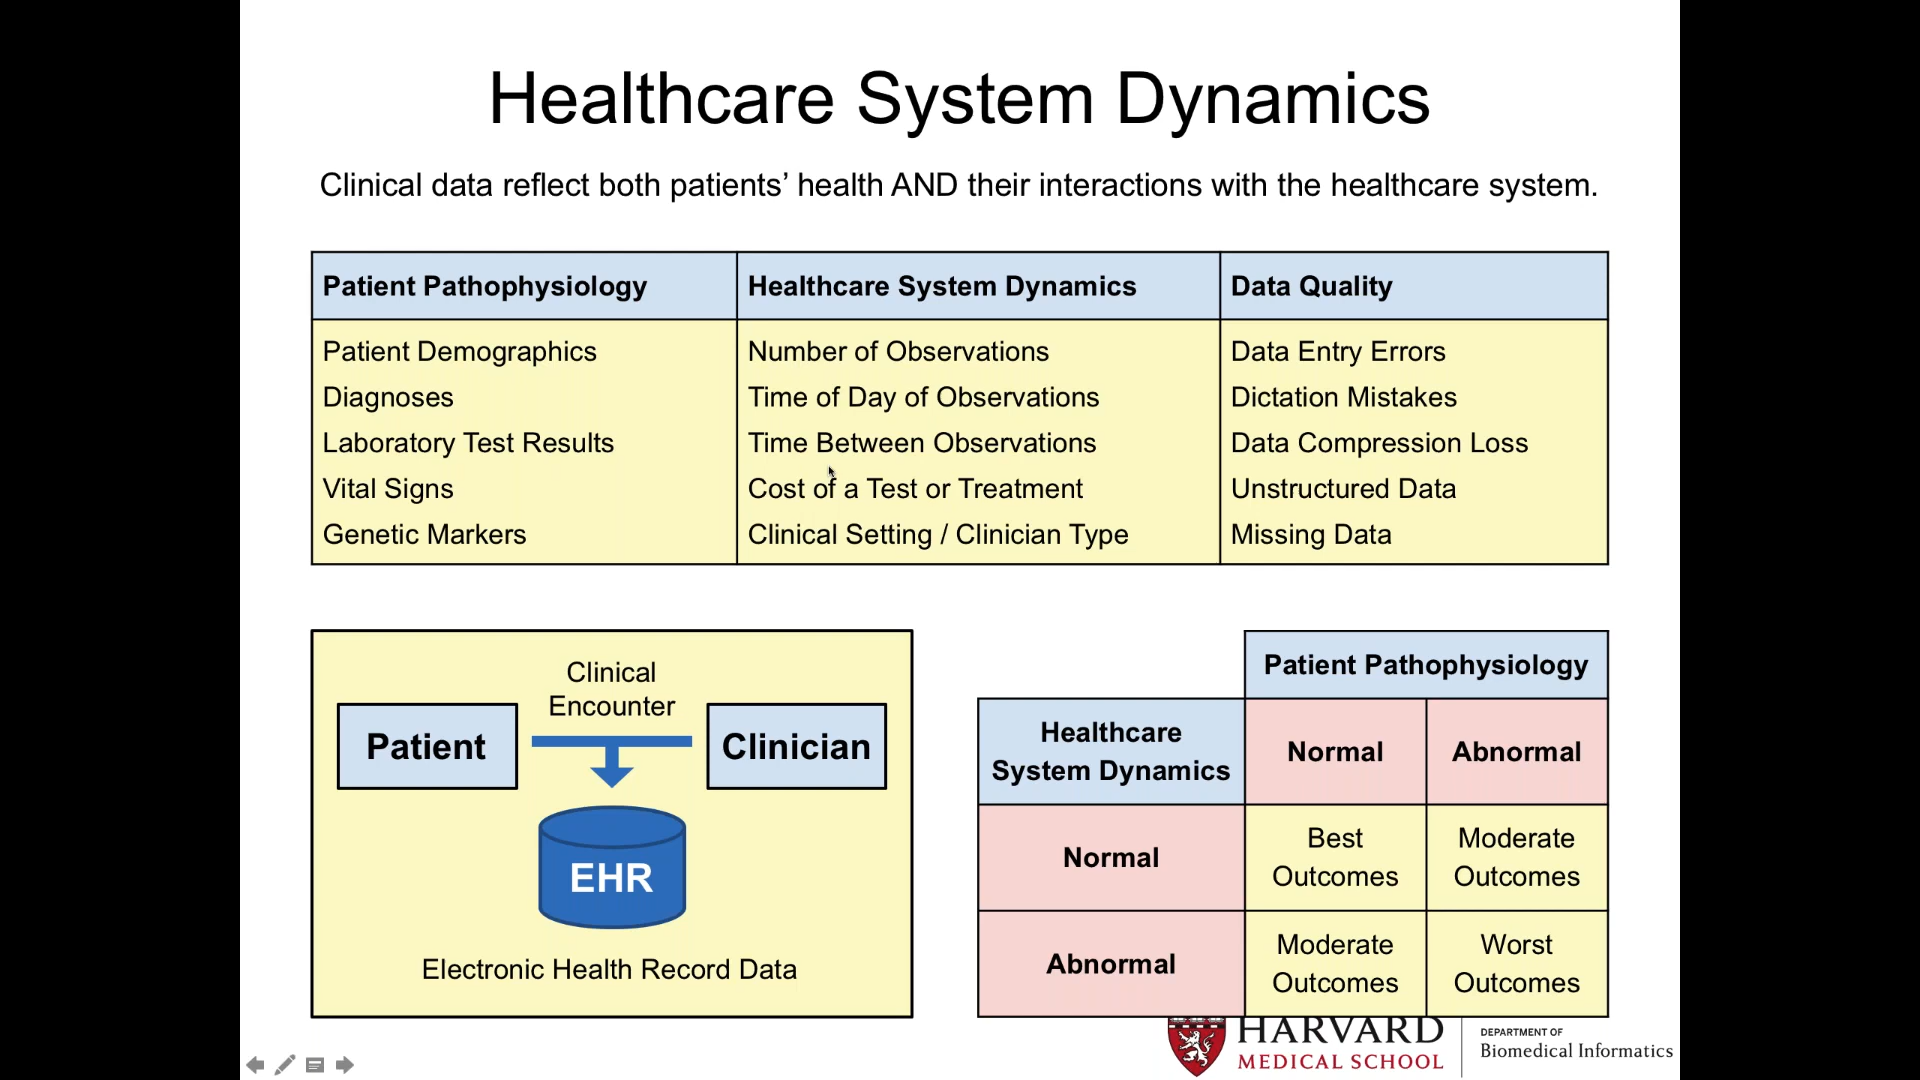 Healthcare System Dynamics
Clinical data reflect both patients’ health AND their interactions with the healthcare system.
Patient Pathophysiology
Healthcare System Dynamics
Data Quality
Patient Demographics
Number of Observations
Data Entry Errors
Diagnoses
Time of Day of Observations
Dictation Mistakes
Laboratory Test Results
Time Between Observations
Data Compression Loss
Vital Signs
Cost of a Test or Treatment
Unstructured Data
Genetic Markers
Clinical Setting / Clinician Type
Missing Data
Clinical
Encounter
Patient
Clinician
EHR
Electronic Health Record Data
Patient Pathophysiology
Healthcare
System Dynamics
Normal
Abnormal
Normal
Best
Outcomes
Moderate
Outcomes
Abnormal
Moderate
Outcomes
Worst
Outcomes
HARVARD
MEDICAL SCHOOL
DEPARTMENT OF
Biomedical Informatics